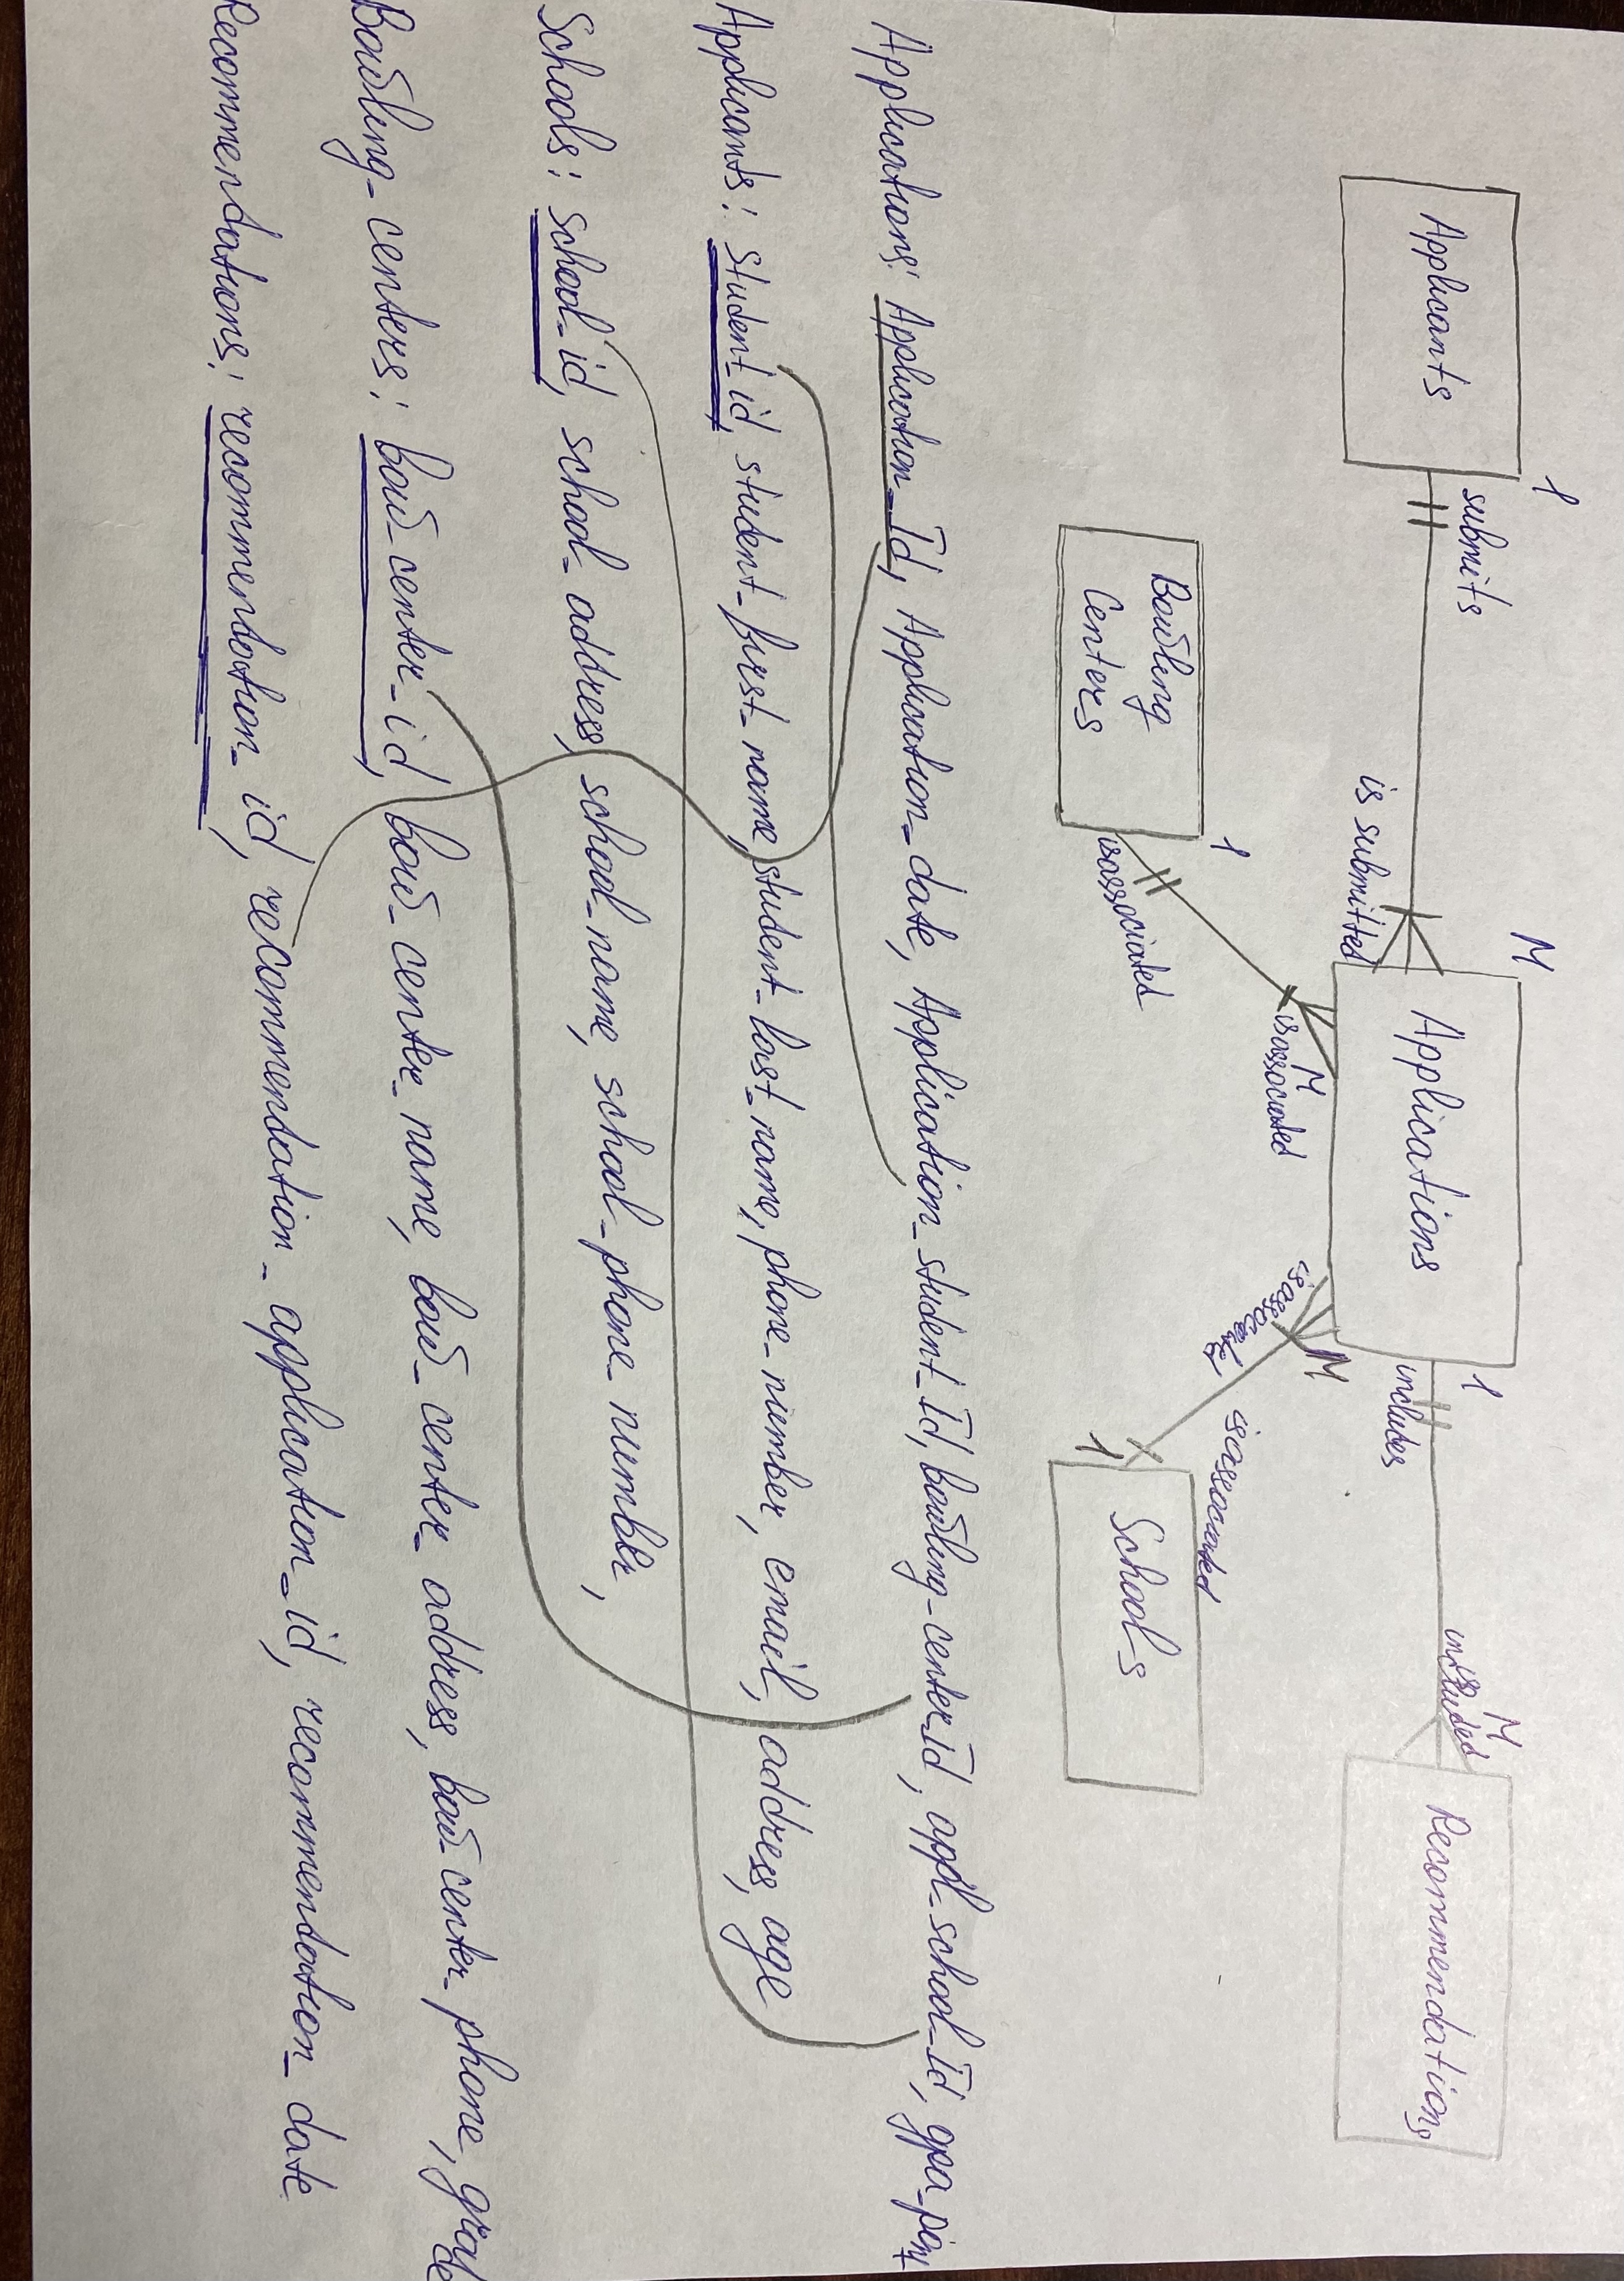 1
M
1
M
Applicants
submits
is submitted
Applications
includes
is included
Recommendations
1
M
M
1
Bowling
Centers
isassociated
isassociated
isassociated
Schools
Applications: Application_Id, Application_date, Application_student_Id, bowling-center_id, appl_school_Id, gpa_point
Applicants: student_id, student_first_name, student_last_name, phone_number, email, address, age
Schools: school_id, school_address, school_name, school_phone_number,
Bowling_centers: bowl_center_id, bowl_center_name, bowl_center_address, bowl_center_phone, grade
Recommendations: recommendation_id, recommendation_application_id, recommendation_date